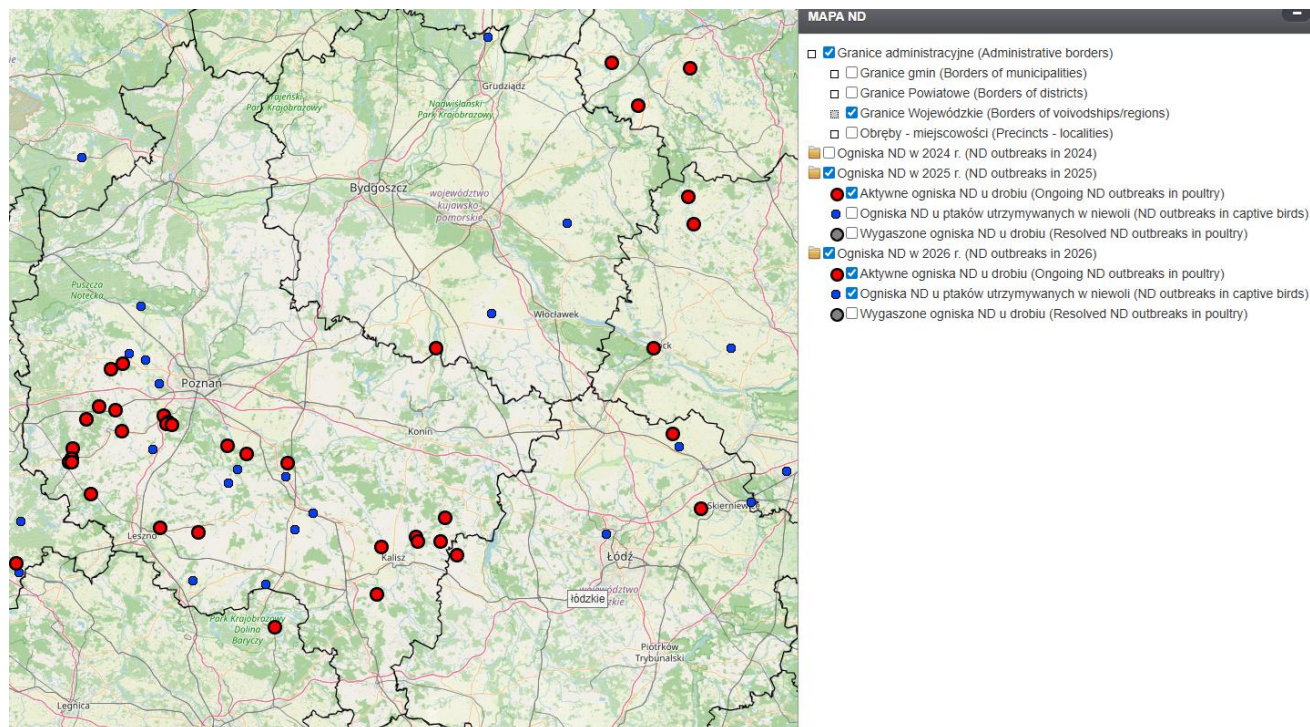 Grudziądz
Krajeński
Park Krajobrazowy
Nadwiślański
Park Krajobrazowy
Bydgoszcz
województwo
kujawsko-
pomorskie
Puszcza
Notecka
Włocławek
Poznań
Konin
Skierniewice
Leszno
Kalisz
Łódź
województwo
łódzkie
Park Krajobrazowy
Dolina
Baryczy
Piotrków
Trybunalski
Legnica
MAPA ND
Granice administracyjne (Administrative borders)
Granice gmin (Borders of municipalities)
Granice Powiatowe (Borders of districts)
Granice Wojewódzkie (Borders of voivodships/regions)
Obręby - miejscowości (Precincts - localities)
Ogniska ND w 2024 r. (ND outbreaks in 2024)
Ogniska ND w 2025 r. (ND outbreaks in 2025)
Aktywne ogniska ND u drobiu (Ongoing ND outbreaks in poultry)
Ogniska ND u ptaków utrzymywanych w niewoli (ND outbreaks in captive birds)
Wygaszone ogniska ND u drobiu (Resolved ND outbreaks in poultry)
Ogniska ND w 2026 r. (ND outbreaks in 2026)
Aktywne ogniska ND u drobiu (Ongoing ND outbreaks in poultry)
Ogniska ND u ptaków utrzymywanych w niewoli (ND outbreaks in captive birds)
Wygaszone ogniska ND u drobiu (Resolved ND outbreaks in poultry)